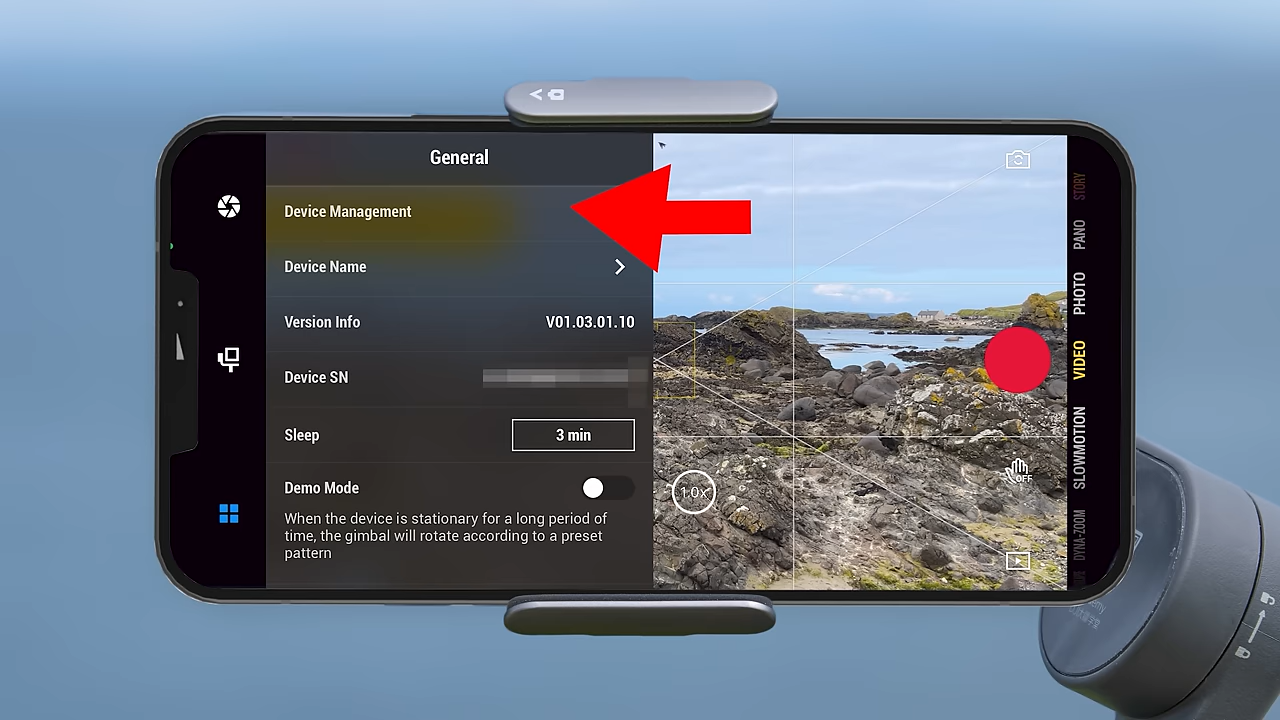 General
Device Management
Device Name
Version Info
V01.03.01.10
Device SN
Sleep
3 min
Demo Mode
When the device is stationary for a long period of
time, the gimbal will rotate according to a preset
pattern
1.0x
OFF
STORY
PANO
PHOTO
VIDEO
SLOWMOTION
DYNA-ZOOM